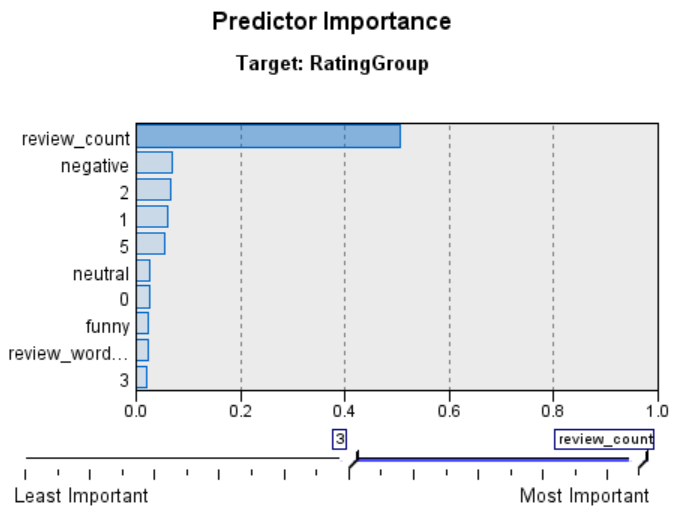 Predictor Importance
Target: RatingGroup
review_count
negative
2
1
5
neutral
0
funny
review_word...
3
0.0 0.2 0.4 0.6 0.8 1.0
3 review_count
Least Important Most Important